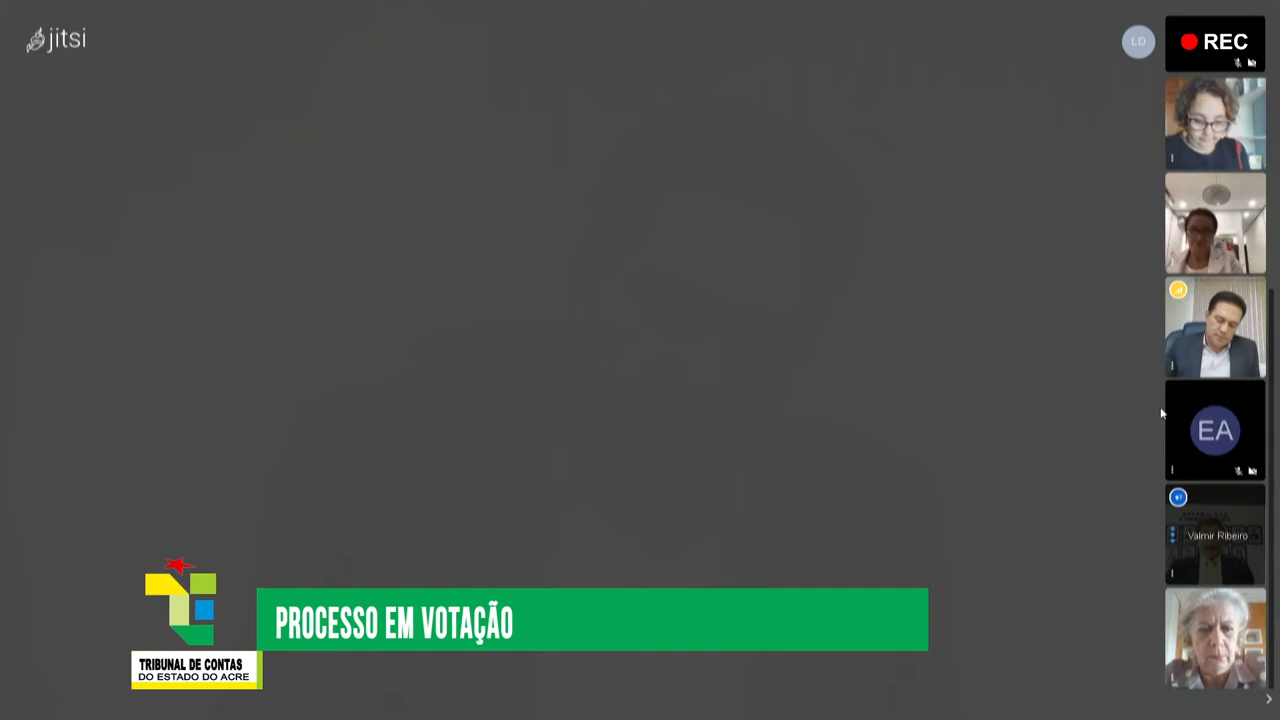 jitsi
LD
REC
EA
Valmir Ribeiro
PROCESSO EM VOTAÇÃO
TRIBUNAL DE CONTAS
DO ESTADO DO ACRE